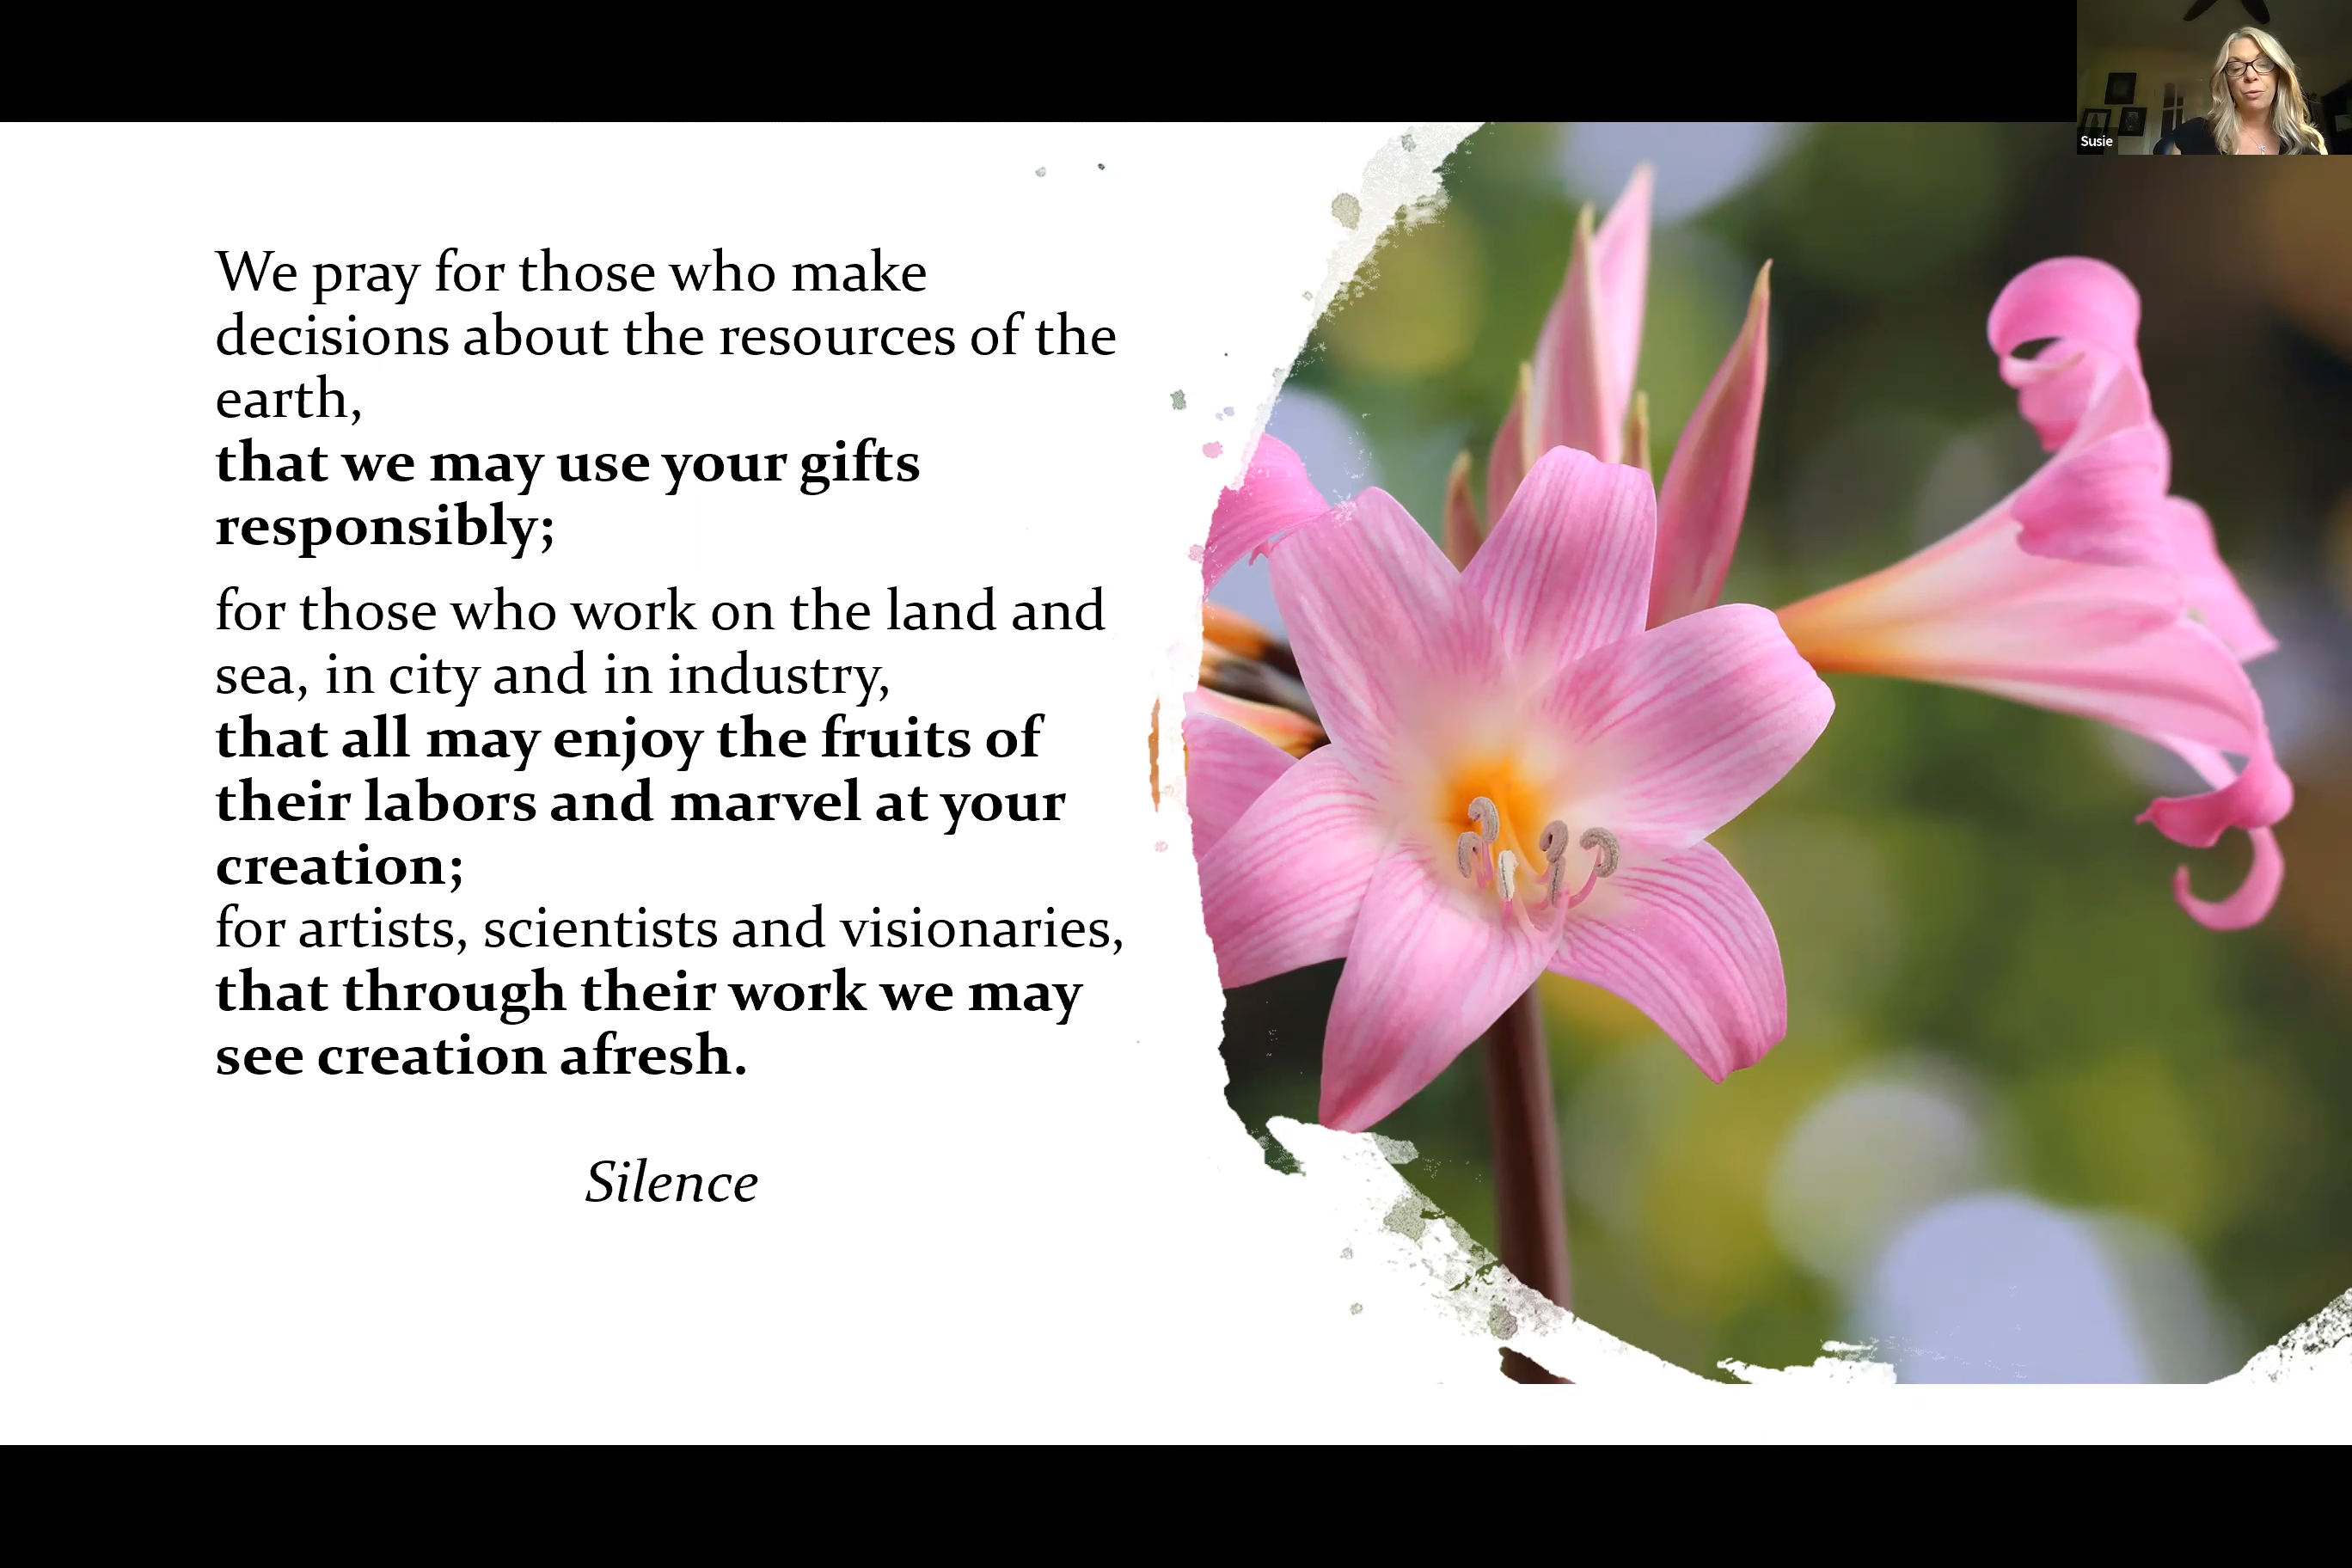 Susie
We pray for those who make
decisions about the resources of the
earth,
that we may use your gifts
responsibly;
for those who work on the land and
sea, in city and in industry,
that all may enjoy the fruits of
their labors and marvel at your
creation;
for artists, scientists and visionaries,
that through their work we may
see creation afresh.
Silence